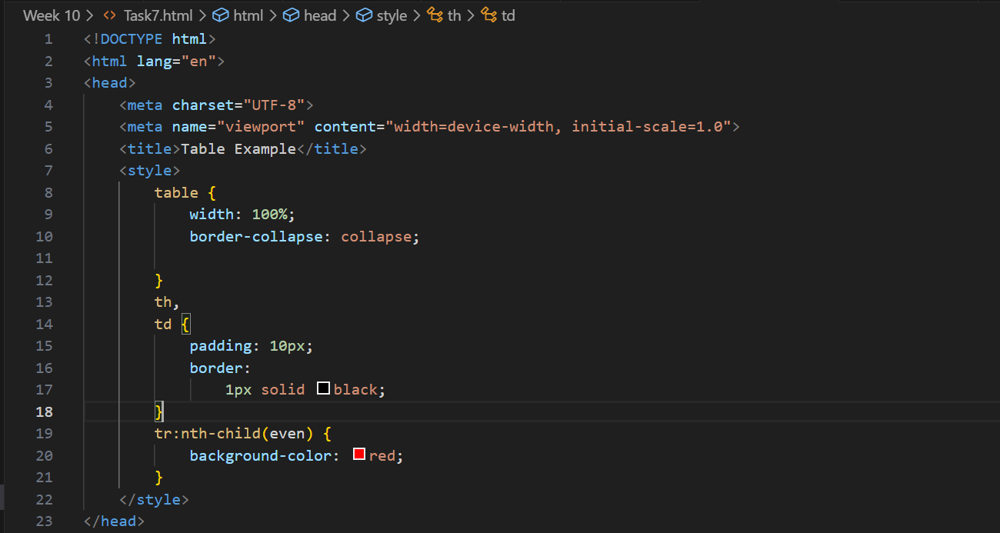 Week 10 > <> Task7.html > html > head > style > th > td
1 <!DOCTYPE html>
2 <html lang="en">
3 <head>
4     <meta charset="UTF-8">
5     <meta name="viewport" content="width=device-width, initial-scale=1.0">
6     <title>Table Example</title>
7     <style>
8         table {
9             width: 100%;
10             border-collapse: collapse;
11
12         }
13         th,
14         td {
15             padding: 10px;
16             border:
17                 1px solid black;
18         }
19         tr:nth-child(even) {
20             background-color: red;
21         }
22     </style>
23 </head>